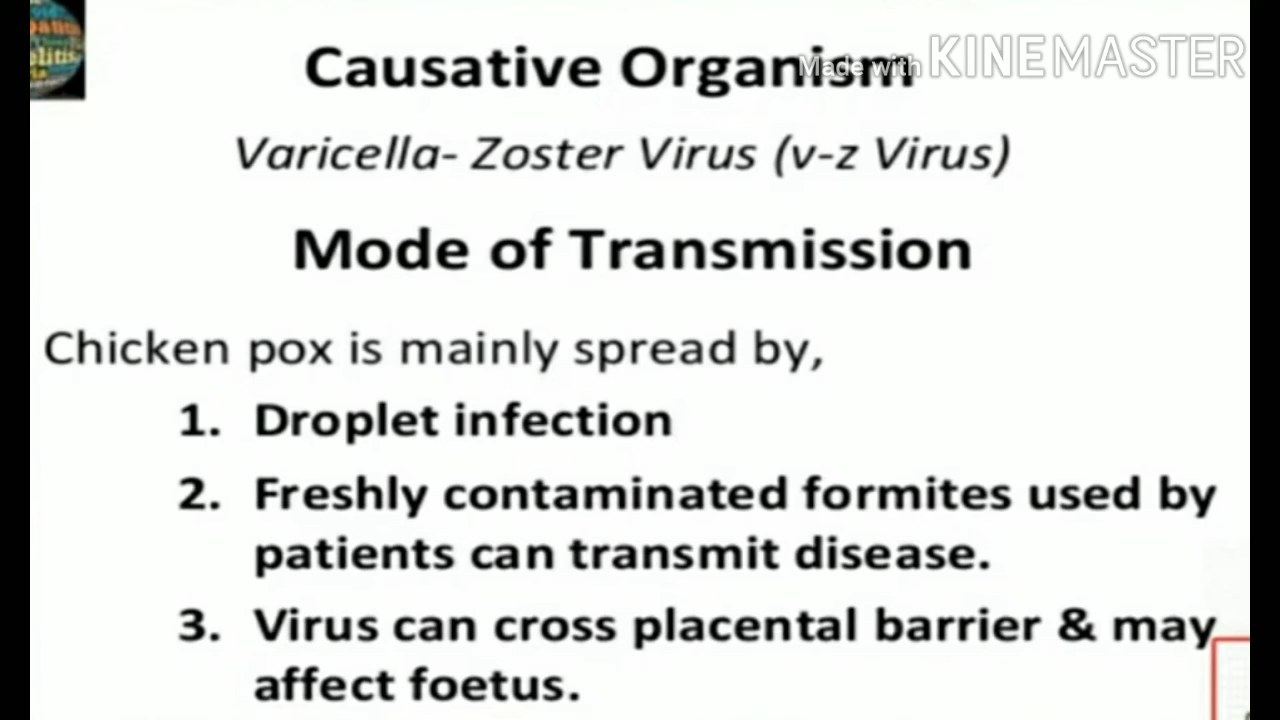 Causative Organism
Made with KINEMASTER
Varicella- Zoster Virus (v-z Virus)
Mode of Transmission
Chicken pox is mainly spread by,
1. Droplet infection
2. Freshly contaminated formites used by
patients can transmit disease.
3. Virus can cross placental barrier & may
affect foetus.